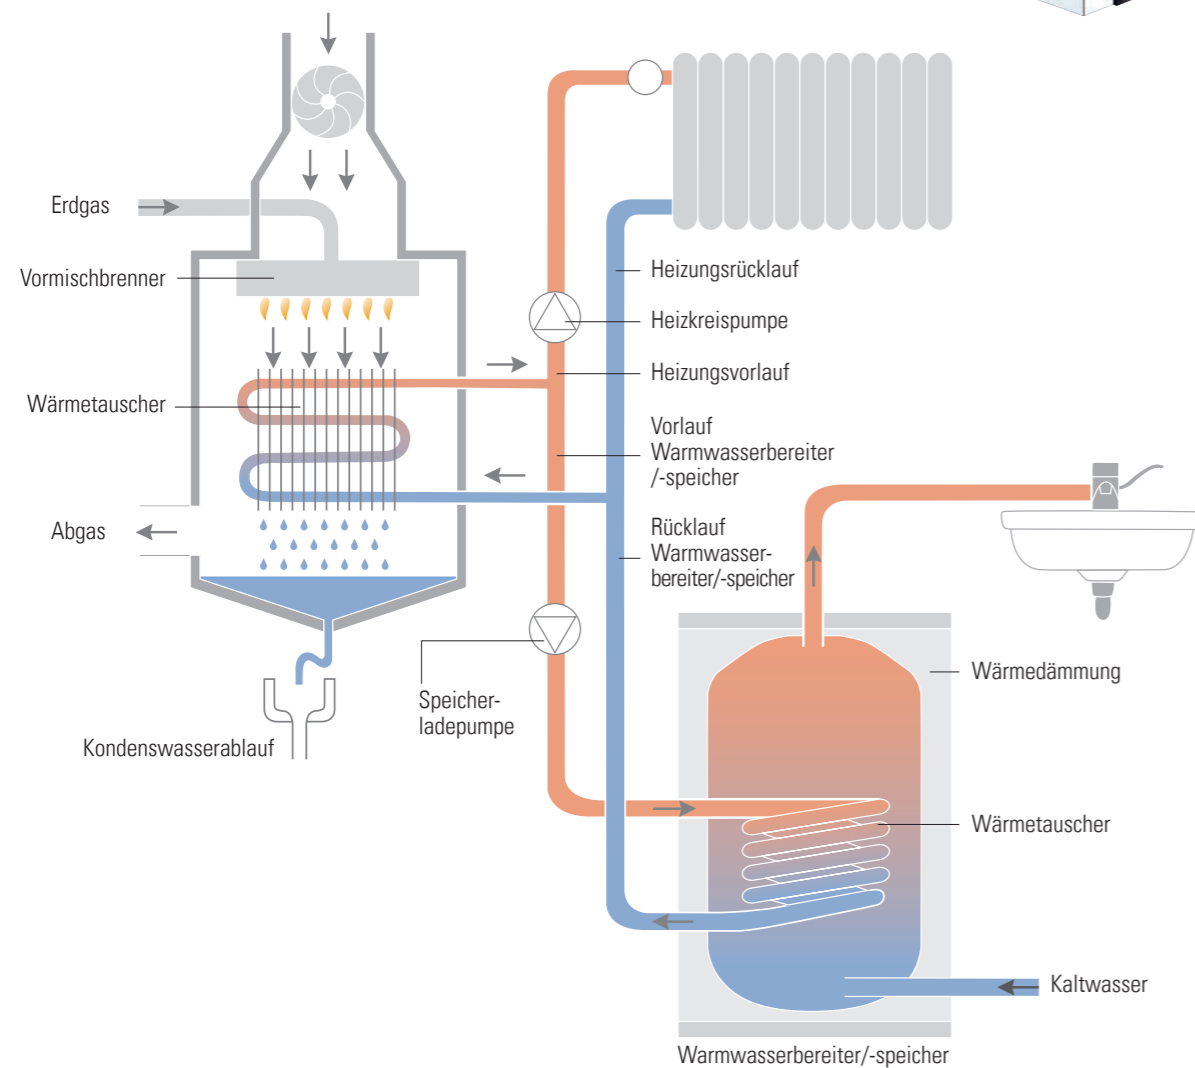 Erdgas
Vormischbrenner
Wärmetauscher
Abgas
Kondenswasserablauf
Heizungsrücklauf
Heizkreispumpe
Heizungsvorlauf
Vorlauf
Warmwasserbereiter
/-speicher
Rücklauf
Warmwasser-
bereiter/-speicher
Speicher-
ladepumpe
Wärmedämmung
Wärmetauscher
Kaltwasser
Warmwasserbereiter/-speicher